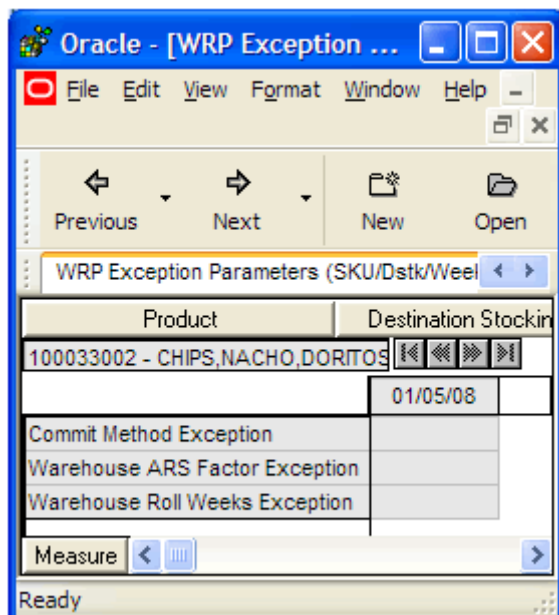 Oracle - [WRP Exception ...
File Edit View Format Window Help
Previous Next New Open
WRP Exception Parameters (SKU/Dstk/Week
Product Destination Stockin
100033002 - CHIPS,NACHO,DORITOS
01/05/08
Commit Method Exception
Warehouse ARS Factor Exception
Warehouse Roll Weeks Exception
Measure
Ready